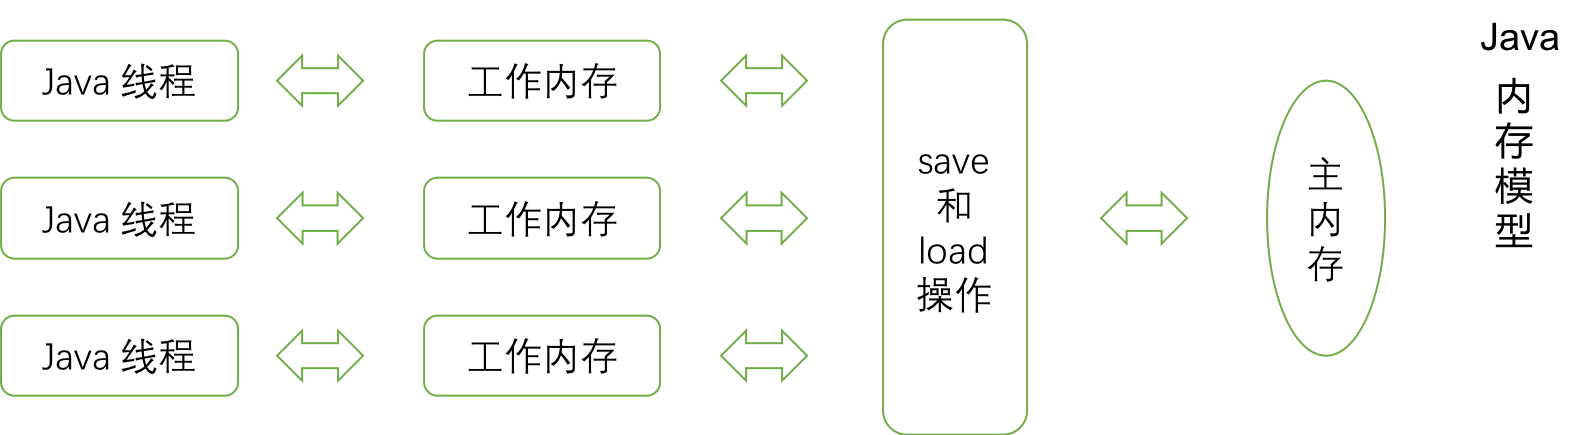 Java 线程
工作内存
Java 线程
工作内存
Java 线程
工作内存
save
和
load
操作
主
内
存
Java
内
存
模
型